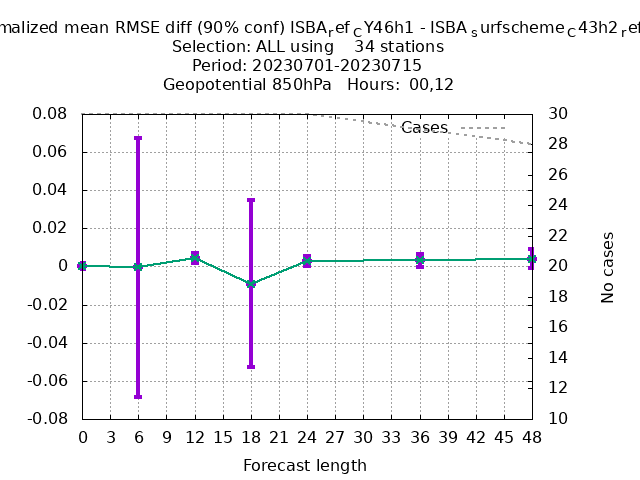 malized mean RMSE diff (90% conf) ISBA_ref_CY46h1 - ISBA_surfscheme_C43h2_ref
Selection: ALL using 34 stations
Period: 20230701-20230715
Geopotential 850hPa Hours: 00,12
Cases
0.08
0.06
0.04
0.02
0
-0.02
-0.04
-0.06
-0.08
30
28
26
24
22
20
18
16
14
12
10
No cases
0 3 6 9 12 15 18 21 24 27 30 33 36 39 42 45 48
Forecast length